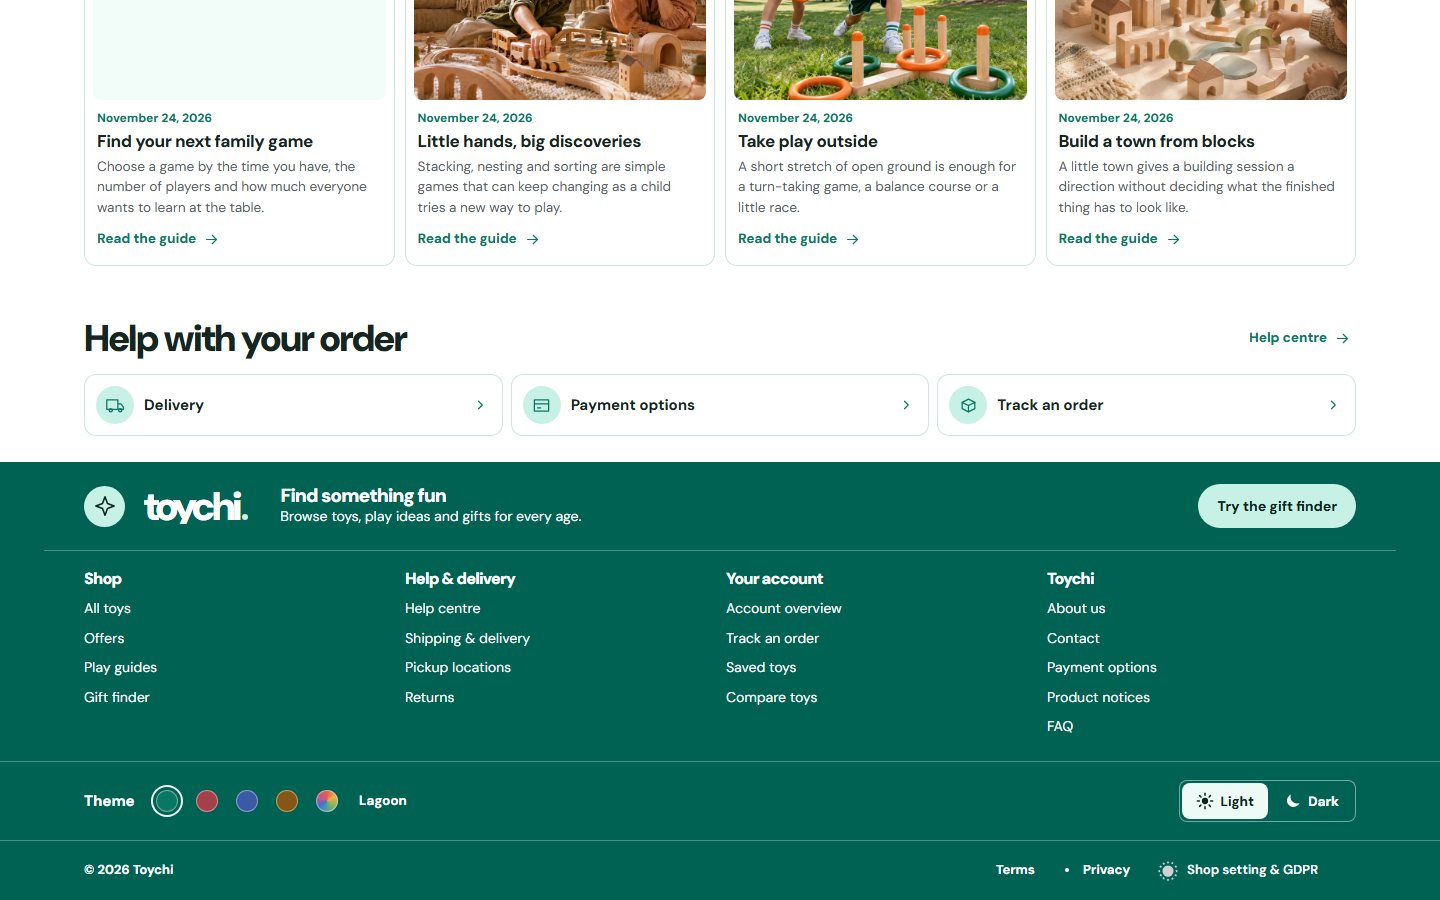 November 24, 2026
Find your next family game
Choose a game by the time you have, the
number of players and how much everyone
wants to learn at the table.
Read the guide
November 24, 2026
Little hands, big discoveries
Stacking, nesting and sorting are simple
games that can keep changing as a child
tries a new way to play.
Read the guide
November 24, 2026
Take play outside
A short stretch of open ground is enough for
a turn-taking game, a balance course or a
little race.
Read the guide
November 24, 2026
Build a town from blocks
A little town gives a building session a
direction without deciding what the finished
thing has to look like.
Read the guide
Help with your order
Help centre
Delivery
Payment options
Track an order
toychi.
Find something fun
Browse toys, play ideas and gifts for every age.
Try the gift finder
Shop
All toys
Offers
Play guides
Gift finder
Help & delivery
Help centre
Shipping & delivery
Pickup locations
Returns
Your account
Account overview
Track an order
Saved toys
Compare toys
Toychi
About us
Contact
Payment options
Product notices
FAQ
Theme
Lagoon
Light
Dark
© 2026 Toychi
Terms • Privacy
Shop setting & GDPR